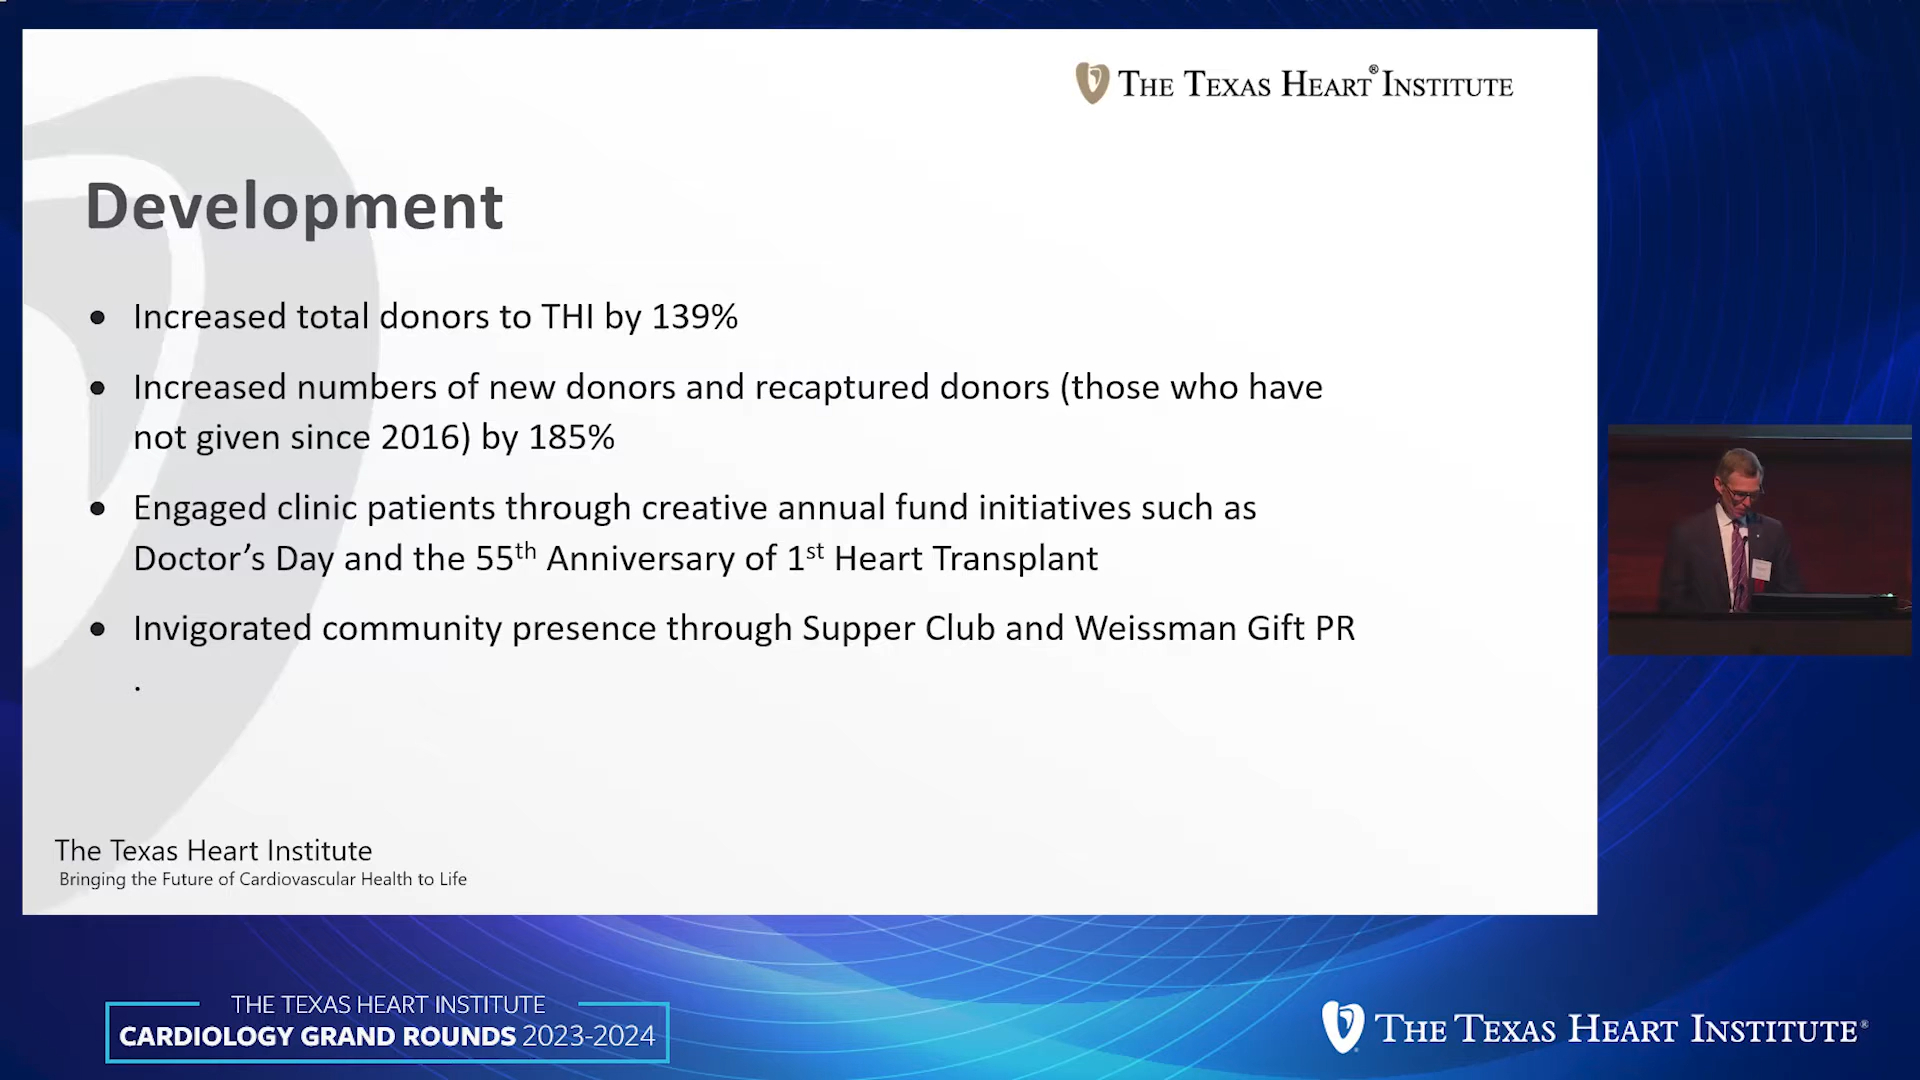 THE TEXAS HEART® INSTITUTE
Development
• Increased total donors to THI by 139%
• Increased numbers of new donors and recaptured donors (those who have
not given since 2016) by 185%
• Engaged clinic patients through creative annual fund initiatives such as
Doctor’s Day and the 55th Anniversary of 1st Heart Transplant
• Invigorated community presence through Supper Club and Weissman Gift PR
.
The Texas Heart Institute
Bringing the Future of Cardiovascular Health to Life
THE TEXAS HEART INSTITUTE
CARDIOLOGY GRAND ROUNDS 2023-2024
THE TEXAS HEART INSTITUTE®